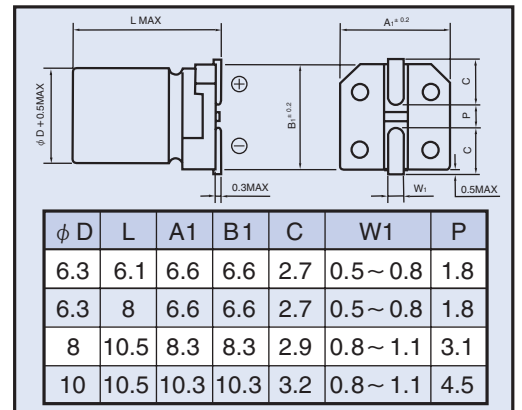 L MAX
A1± 0.2
φ D + 0.5MAX
+
−
B1± 0.2
C
P
C
0.3MAX
W1
0.5MAX
φ D L A1 B1 C W1 P
6.3 6.1 6.6 6.6 2.7 0.5~0.8 1.8
6.3 8 6.6 6.6 2.7 0.5~0.8 1.8
8 10.5 8.3 8.3 2.9 0.8~1.1 3.1
10 10.5 10.3 10.3 3.2 0.8~1.1 4.5